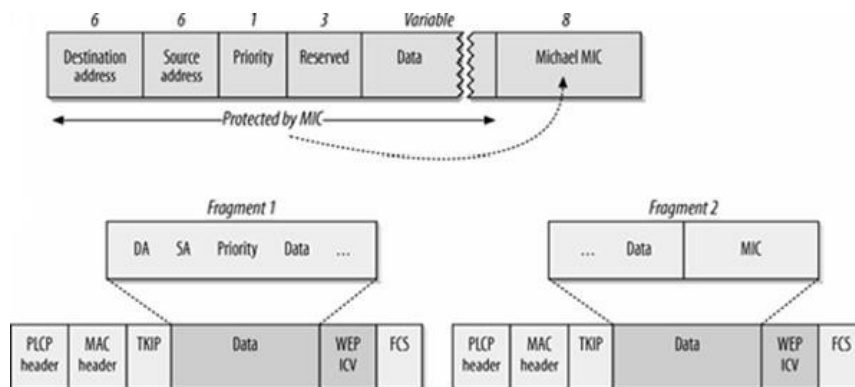 6 6 1 3 Variable 8
Destination address Source address Priority Reserved Data Michael MIC
Protected by MIC
Fragment 1 Fragment 2
DA SA Priority Data ... ... Data MIC
PLCP header MAC header TKIP Data WEP ICV FCS PLCP header MAC header TKIP Data WEP ICV FCS